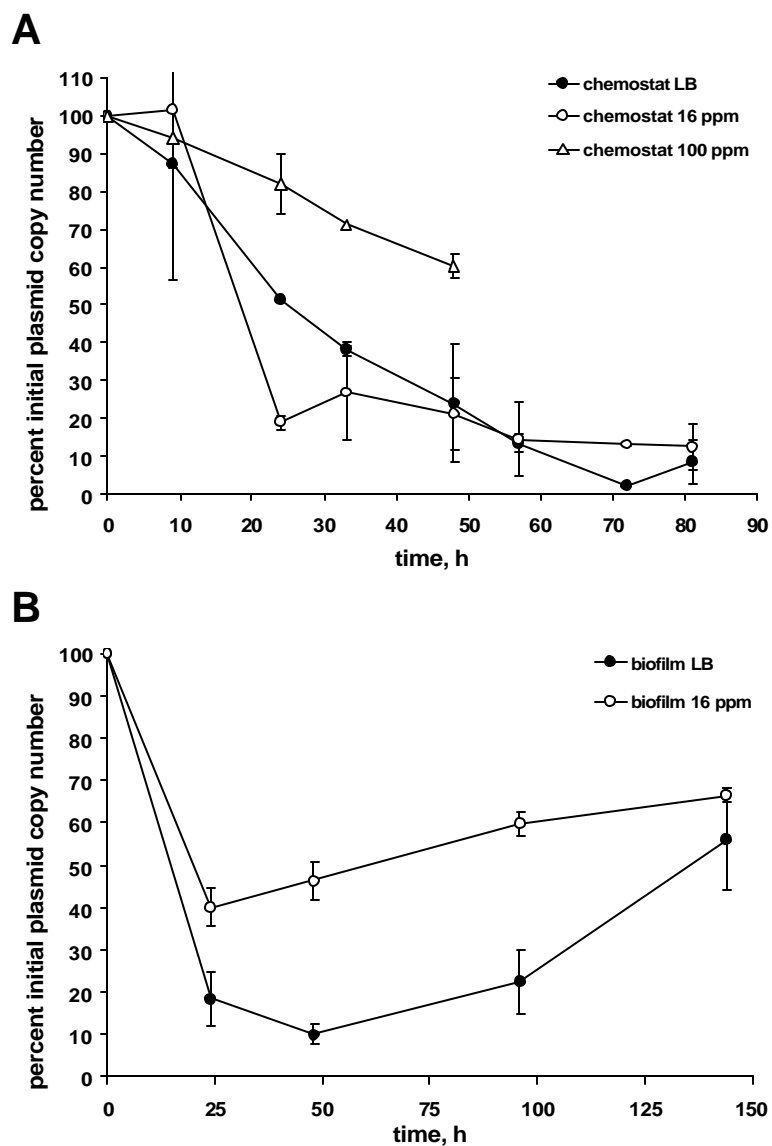 A
percent initial plasmid copy number
110
100
90
80
70
60
50
40
30
20
10
0
chemostat LB
chemostat 16 ppm
chemostat 100 ppm
0 10 20 30 40 50 60 70 80 90
time, h
B
percent initial plasmid copy number
100
90
80
70
60
50
40
30
20
10
0
biofilm LB
biofilm 16 ppm
0 25 50 75 100 125 150
time, h